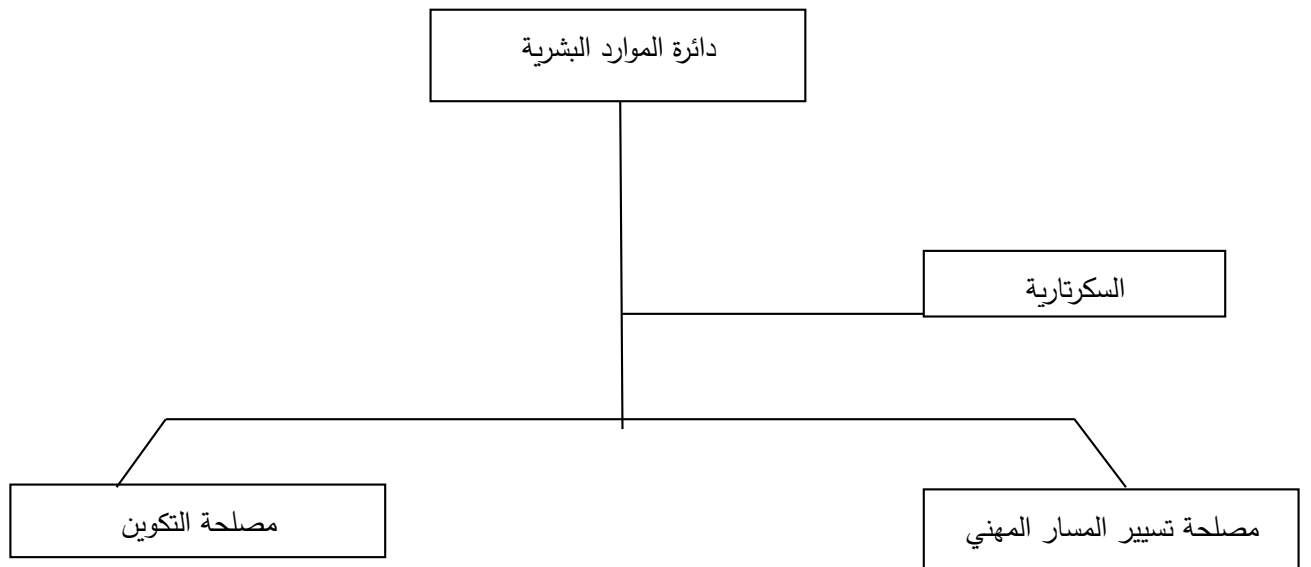 دائرة الموارد البشرية
السكرتارية
مصلحة تسيير المسار المهني
مصلحة التكوين